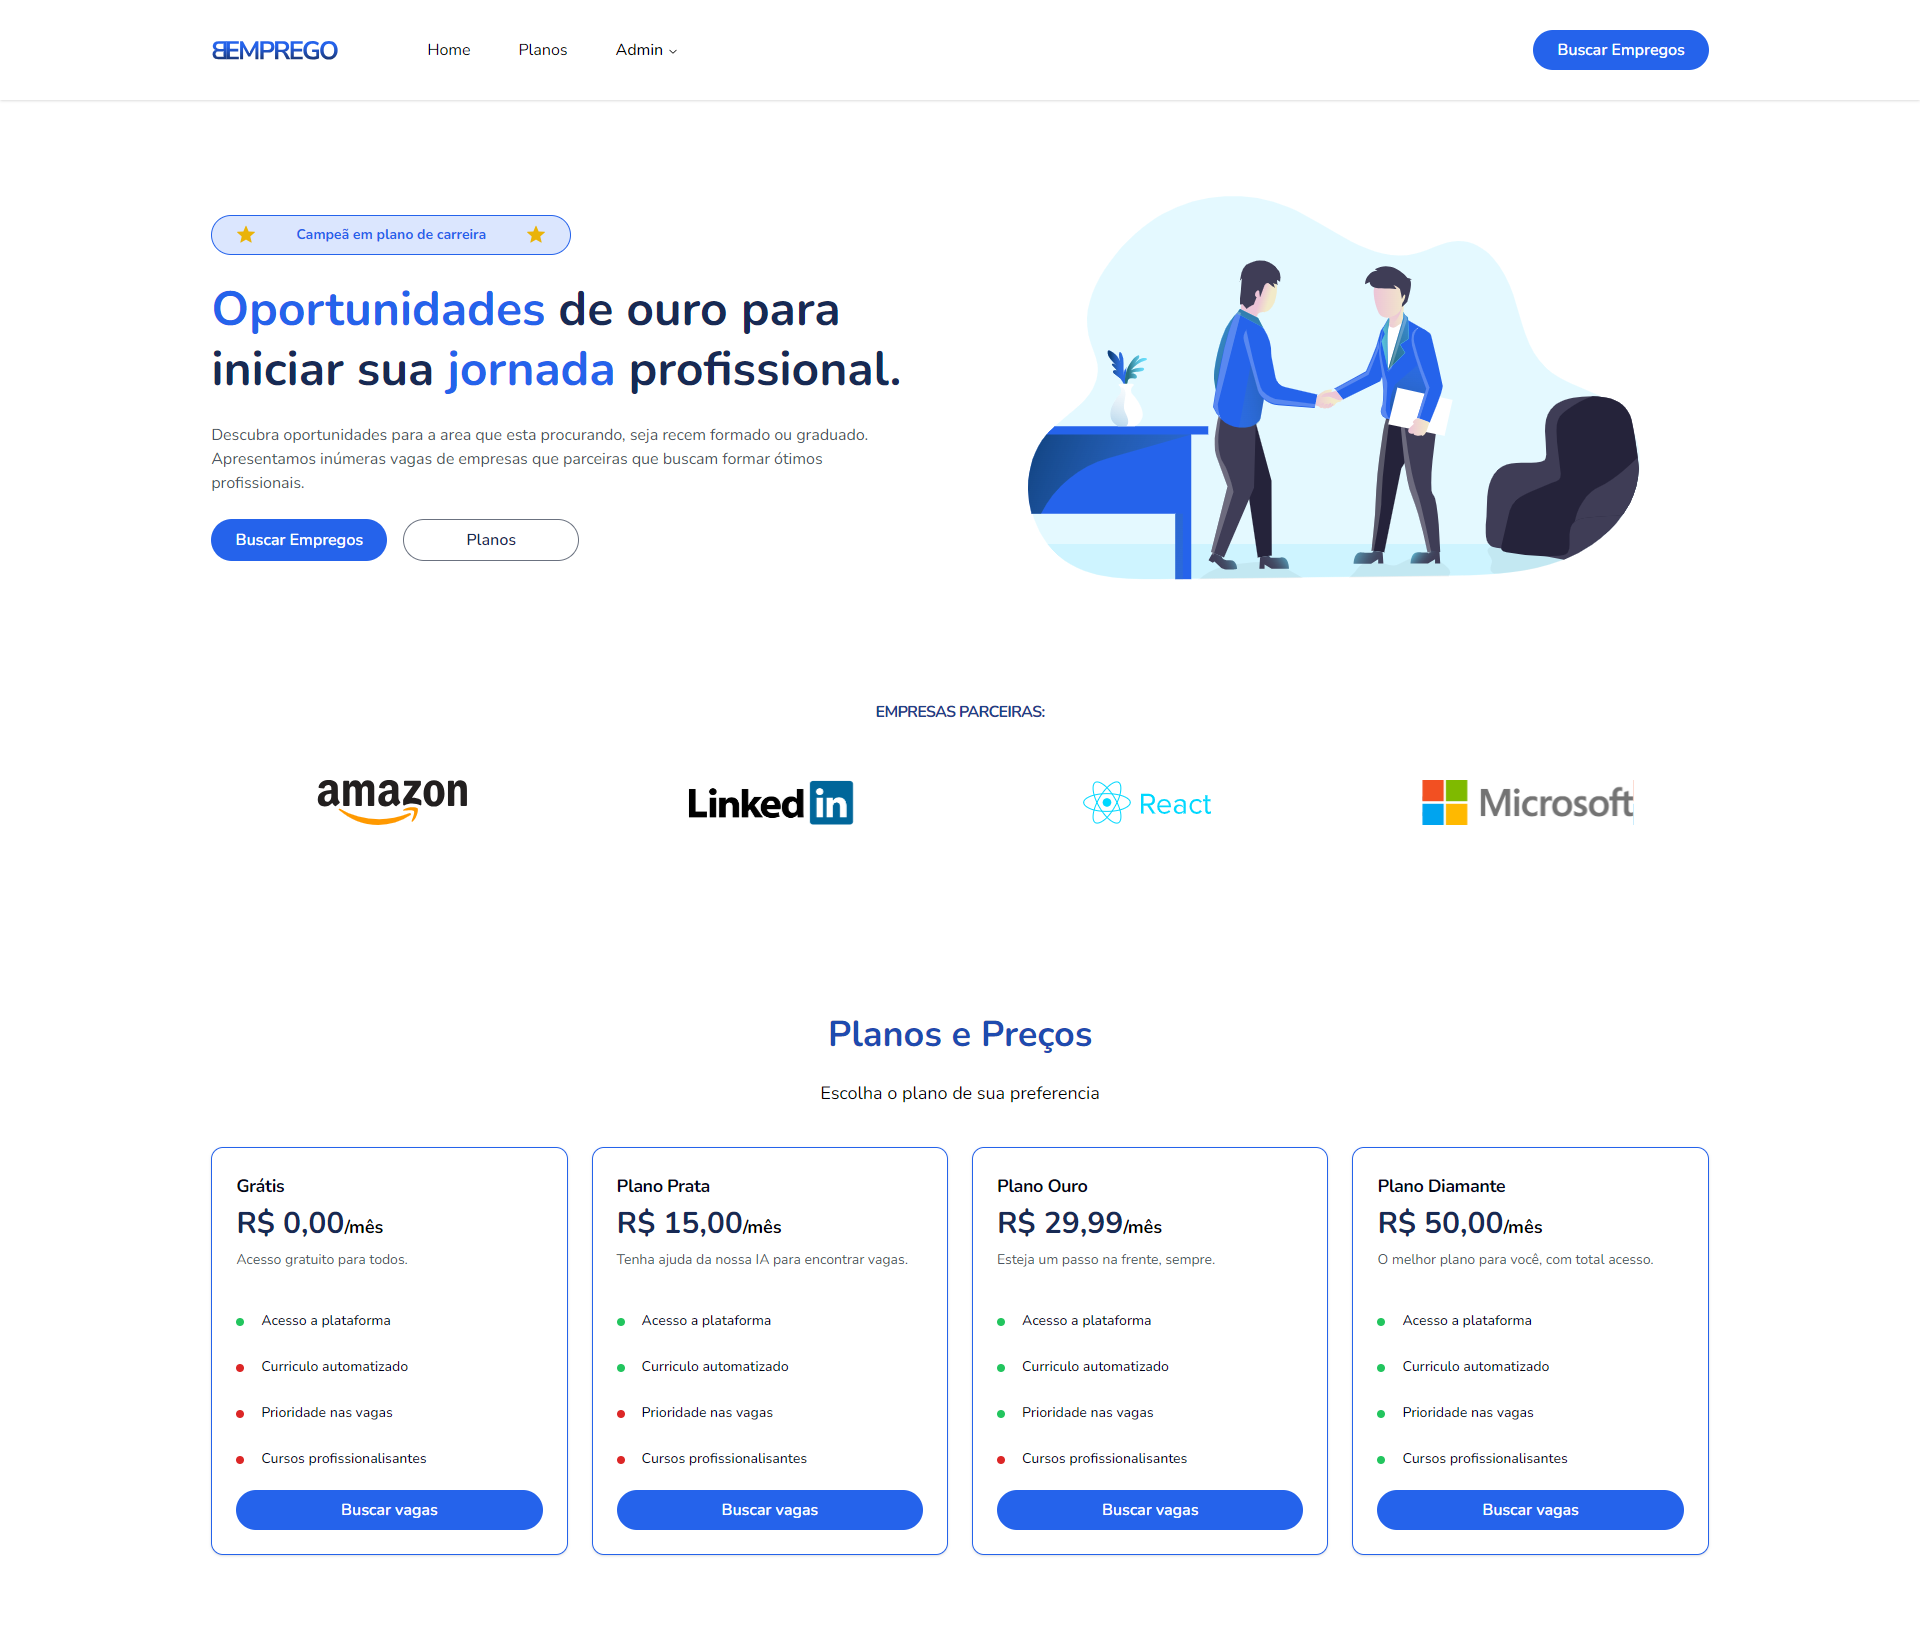 BEMPREGO
Home
Planos
Admin
Buscar Empregos
Campeã em plano de carreira
Oportunidades de ouro para
iniciar sua jornada profissional.
Descubra oportunidades para a area que esta procurando, seja recem formado ou graduado.
Apresentamos inúmeras vagas de empresas que parceiras que buscam formar ótimos
profissionais.
Buscar Empregos
Planos
EMPRESAS PARCEIRAS:
amazon
Linked in
React
Microsoft
Planos e Preços
Escolha o plano de sua preferencia
Grátis
R$ 0,00/mês
Acesso gratuito para todos.
Acesso a plataforma
Curriculo automatizado
Prioridade nas vagas
Cursos profissionalisantes
Buscar vagas
Plano Prata
R$ 15,00/mês
Tenha ajuda da nossa IA para encontrar vagas.
Acesso a plataforma
Curriculo automatizado
Prioridade nas vagas
Cursos profissionalisantes
Buscar vagas
Plano Ouro
R$ 29,99/mês
Esteja um passo na frente, sempre.
Acesso a plataforma
Curriculo automatizado
Prioridade nas vagas
Cursos profissionalisantes
Buscar vagas
Plano Diamante
R$ 50,00/mês
O melhor plano para você, com total acesso.
Acesso a plataforma
Curriculo automatizado
Prioridade nas vagas
Cursos profissionalisantes
Buscar vagas